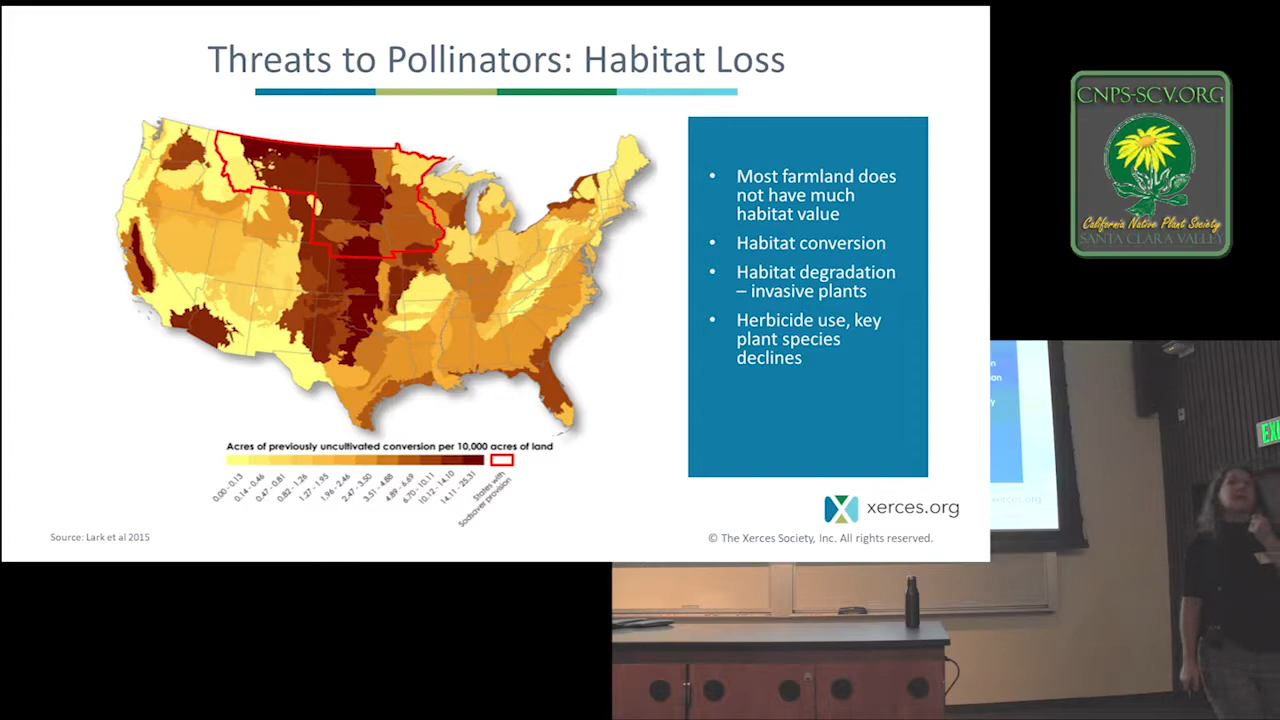 Threats to Pollinators: Habitat Loss
• Most farmland does
not have much
habitat value
• Habitat conversion
• Habitat degradation
– invasive plants
• Herbicide use, key
plant species
declines
Acres of previously uncultivated conversion per 10,000 acres of land
0.00 - 0.13
0.14 - 0.46
0.47 - 0.81
0.82 - 1.26
1.27 - 1.95
1.96 - 2.46
2.47 - 3.50
3.51 - 4.88
4.89 - 6.69
6.70 - 10.11
10.12 - 14.10
14.11 - 25.31
States with
Sodsaver provision
Source: Lark et al 2015
xerces.org
© The Xerces Society, Inc. All rights reserved.
CNPS-SCV.ORG
California Native Plant Society
SANTA CLARA VALLEY